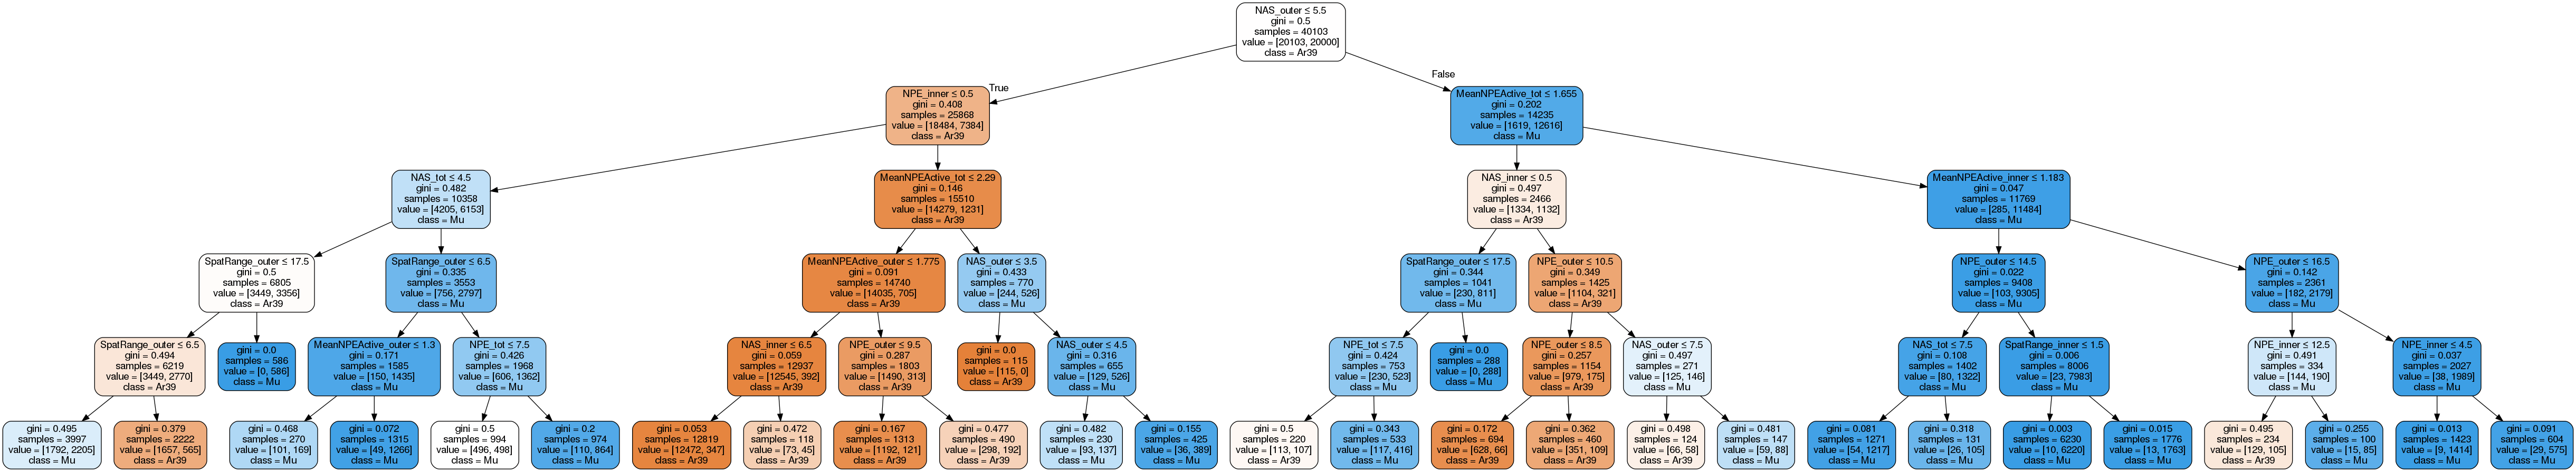 NAS_outer ≤ 5.5
gini = 0.5
samples = 40103
value = [20103, 20000]
class = Ar39
True
False
NPE_inner ≤ 0.5
gini = 0.408
samples = 25868
value = [18484, 7384]
class = Ar39
MeanNPEActive_tot ≤ 1.655
gini = 0.202
samples = 14235
value = [1619, 12616]
class = Mu
NAS_tot ≤ 4.5
gini = 0.482
samples = 10358
value = [4205, 6153]
class = Mu
MeanNPEActive_tot ≤ 2.29
gini = 0.146
samples = 15510
value = [14279, 1231]
class = Ar39
NAS_inner ≤ 0.5
gini = 0.497
samples = 2466
value = [1334, 1132]
class = Ar39
MeanNPEActive_inner ≤ 1.183
gini = 0.047
samples = 11769
value = [285, 11484]
class = Mu
SpatRange_outer ≤ 17.5
gini = 0.5
samples = 6805
value = [3449, 3356]
class = Ar39
SpatRange_outer ≤ 6.5
gini = 0.335
samples = 3553
value = [756, 2797]
class = Mu
MeanNPEActive_outer ≤ 1.775
gini = 0.091
samples = 14740
value = [14035, 705]
class = Ar39
NAS_outer ≤ 3.5
gini = 0.433
samples = 770
value = [244, 526]
class = Mu
SpatRange_outer ≤ 17.5
gini = 0.344
samples = 1041
value = [230, 811]
class = Mu
NPE_outer ≤ 10.5
gini = 0.349
samples = 1425
value = [1104, 321]
class = Ar39
NPE_outer ≤ 14.5
gini = 0.022
samples = 9408
value = [103, 9305]
class = Mu
NPE_outer ≤ 16.5
gini = 0.142
samples = 2361
value = [182, 2179]
class = Mu
SpatRange_outer ≤ 6.5
gini = 0.494
samples = 6219
value = [3449, 2770]
class = Ar39
gini = 0.0
samples = 586
value = [0, 586]
class = Mu
MeanNPEActive_outer ≤ 1.3
gini = 0.171
samples = 1585
value = [150, 1435]
class = Mu
NPE_tot ≤ 7.5
gini = 0.426
samples = 1968
value = [606, 1362]
class = Mu
NAS_inner ≤ 6.5
gini = 0.059
samples = 12937
value = [12545, 392]
class = Ar39
NPE_outer ≤ 9.5
gini = 0.287
samples = 1803
value = [1490, 313]
class = Ar39
gini = 0.0
samples = 115
value = [115, 0]
class = Ar39
NAS_outer ≤ 4.5
gini = 0.316
samples = 655
value = [129, 526]
class = Mu
NPE_tot ≤ 7.5
gini = 0.424
samples = 753
value = [230, 523]
class = Mu
gini = 0.0
samples = 288
value = [0, 288]
class = Mu
NPE_outer ≤ 8.5
gini = 0.257
samples = 1154
value = [979, 175]
class = Ar39
NAS_outer ≤ 7.5
gini = 0.497
samples = 271
value = [125, 146]
class = Mu
NAS_tot ≤ 7.5
gini = 0.108
samples = 1402
value = [80, 1322]
class = Mu
SpatRange_inner ≤ 1.5
gini = 0.006
samples = 8006
value = [23, 7983]
class = Mu
NPE_inner ≤ 12.5
gini = 0.491
samples = 334
value = [144, 190]
class = Mu
NPE_inner ≤ 4.5
gini = 0.037
samples = 2027
value = [38, 1989]
class = Mu
gini = 0.495
samples = 3997
value = [1792, 2205]
class = Mu
gini = 0.379
samples = 2222
value = [1657, 565]
class = Ar39
gini = 0.468
samples = 270
value = [101, 169]
class = Mu
gini = 0.072
samples = 1315
value = [49, 1266]
class = Mu
gini = 0.5
samples = 994
value = [496, 498]
class = Mu
gini = 0.2
samples = 974
value = [110, 864]
class = Mu
gini = 0.053
samples = 12819
value = [12472, 347]
class = Ar39
gini = 0.472
samples = 118
value = [73, 45]
class = Ar39
gini = 0.167
samples = 1313
value = [1192, 121]
class = Ar39
gini = 0.477
samples = 490
value = [298, 192]
class = Ar39
gini = 0.482
samples = 230
value = [93, 137]
class = Mu
gini = 0.155
samples = 425
value = [36, 389]
class = Mu
gini = 0.5
samples = 220
value = [113, 107]
class = Ar39
gini = 0.343
samples = 533
value = [117, 416]
class = Mu
gini = 0.172
samples = 694
value = [628, 66]
class = Ar39
gini = 0.362
samples = 460
value = [351, 109]
class = Ar39
gini = 0.498
samples = 124
value = [66, 58]
class = Ar39
gini = 0.481
samples = 147
value = [59, 88]
class = Mu
gini = 0.081
samples = 1271
value = [54, 1217]
class = Mu
gini = 0.318
samples = 131
value = [26, 105]
class = Mu
gini = 0.003
samples = 6230
value = [10, 6220]
class = Mu
gini = 0.015
samples = 1776
value = [13, 1763]
class = Mu
gini = 0.495
samples = 234
value = [129, 105]
class = Ar39
gini = 0.255
samples = 100
value = [15, 85]
class = Mu
gini = 0.013
samples = 1423
value = [9, 1414]
class = Mu
gini = 0.091
samples = 604
value = [29, 575]
class = Mu